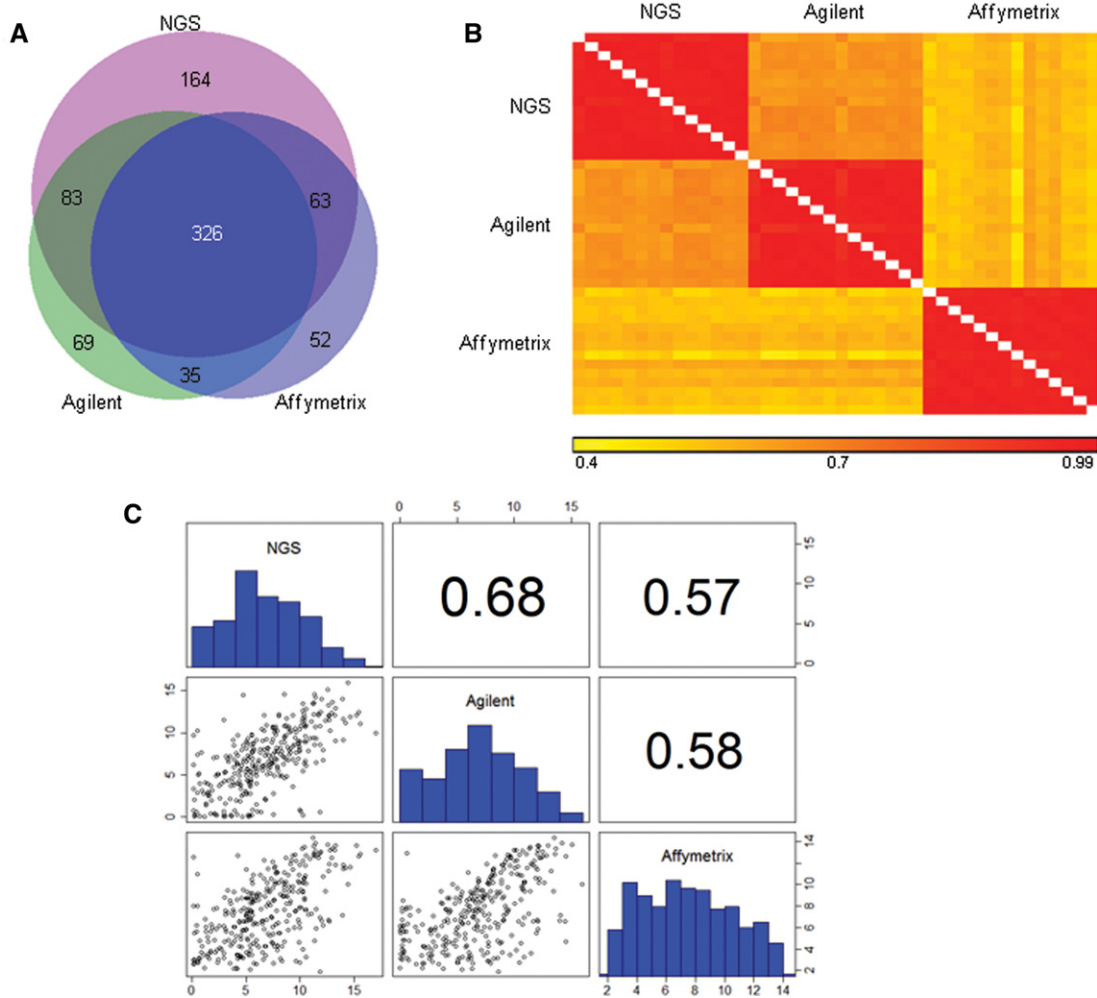 A
NGS
164
83
63
326
69
52
35
Agilent
Affymetrix
B
NGS Agilent Affymetrix
NGS
Agilent
Affymetrix
0.4 0.7 0.99
C
0 5 10 15
NGS
0.68
0.57
15
10
5
0
15
10
5
0
Agilent
0.58
Affymetrix
14
12
10
8
6
4
2
0 5 10 15
2 4 6 8 10 12 14